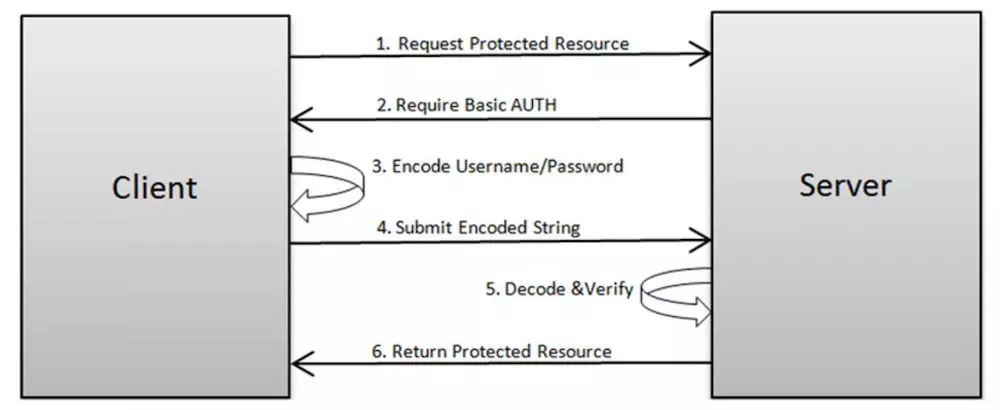 1. Request Protected Resource
2. Require Basic AUTH
3. Encode Username/Password
Client
Server
4. Submit Encoded String
5. Decode &Verify
6. Return Protected Resource